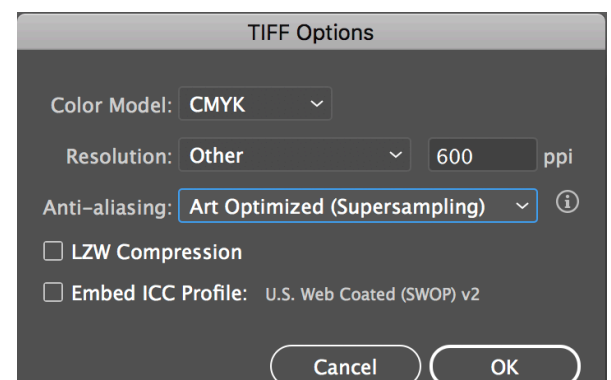 TIFF Options
Color Model: CMYK
Resolution: Other 600 ppi
Anti-aliasing: Art Optimized (Supersampling)
LZW Compression
Embed ICC Profile: U.S. Web Coated (SWOP) v2
Cancel OK